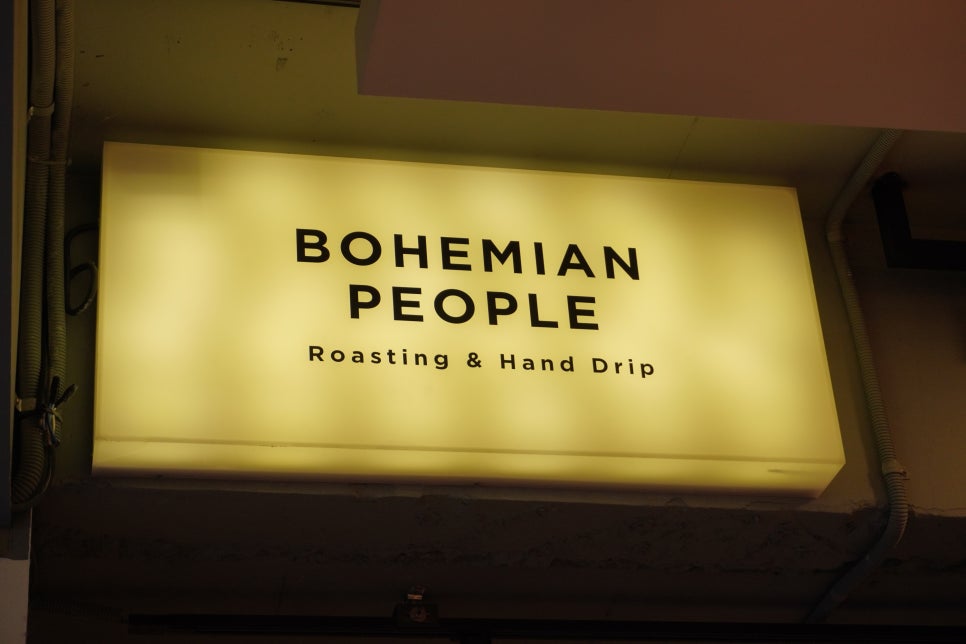 BOHEMIAN
PEOPLE
Roasting & Hand Drip